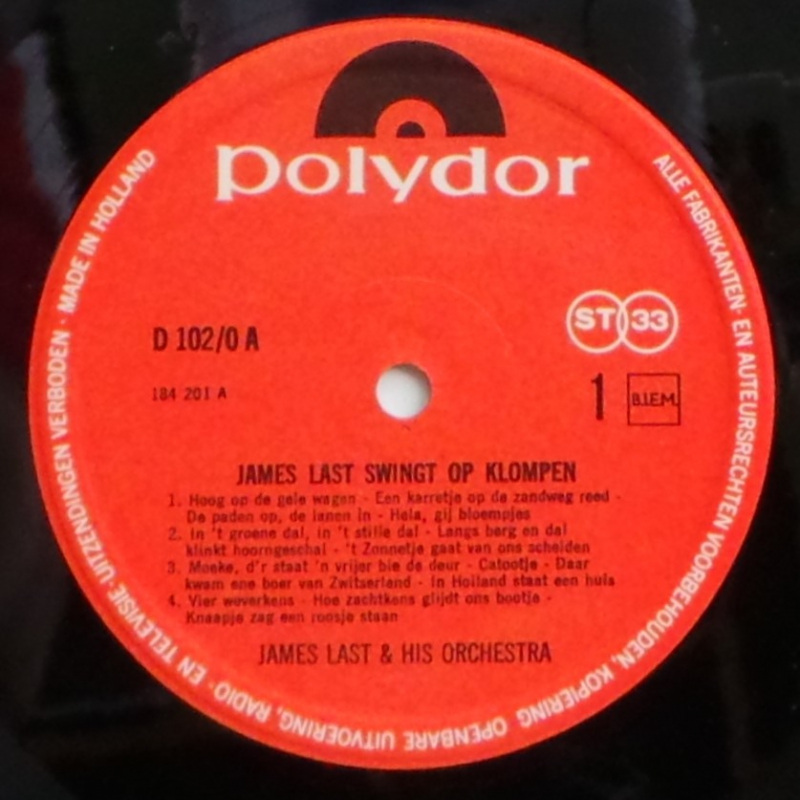 polydor
MADE IN HOLLAND · ALLE FABRIKANTEN- EN AUTEURSRECHTEN VOORBEHOUDEN, KOPIERING OPENBARE UITVOERING, RADIO- EN TELEVISIE-UITZENDINGEN VERBODEN ·
ST 33
D 102/0 A
184 201 A
1 B.I.E.M.
JAMES LAST SWINGT OP KLOMPEN
1. Hoog op de gele wagen - Een karretje op de zandweg reed -
De paden op, de lanen in - Hela, gij bloempjes
2. In 't groene dal, in 't stille dal - Langs berg en dal
klinkt hoorngeschal - 't Zonnetje gaat van ons scheiden
3. Moeke, d'r staat 'n vrijer bie de deur - Catootje - Daar
kwam ene boer van Zwitserland - In Holland staat een huis
4. Vier weverkens - Hoe zachtkens glijdt ons bootje -
Knaapje zag een roosje staan
JAMES LAST & HIS ORCHESTRA